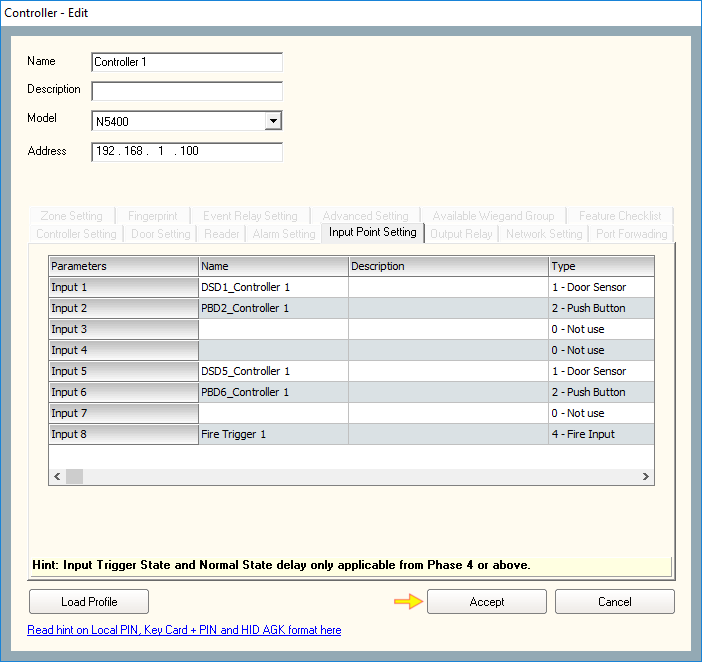 Controller - Edit
Name Controller 1
Description
Model N5400
Address 192 . 168 . 1 . 100
Zone Setting Fingerprint Event Relay Setting Advanced Setting Available Wiegand Group Feature Checklist
Controller Setting Door Setting Reader Alarm Setting Input Point Setting Output Relay Network Setting Port Forwading
Parameters Name Description Type
Input 1 DSD1_Controller 1 1 - Door Sensor
Input 2 PBD2_Controller 1 2 - Push Button
Input 3 0 - Not use
Input 4 0 - Not use
Input 5 DSD5_Controller 1 1 - Door Sensor
Input 6 PBD6_Controller 1 2 - Push Button
Input 7 0 - Not use
Input 8 Fire Trigger 1 4 - Fire Input
Hint: Input Trigger State and Normal State delay only applicable from Phase 4 or above.
Load Profile Accept Cancel
Read hint on Local PIN, Key Card + PIN and HID AGK format here